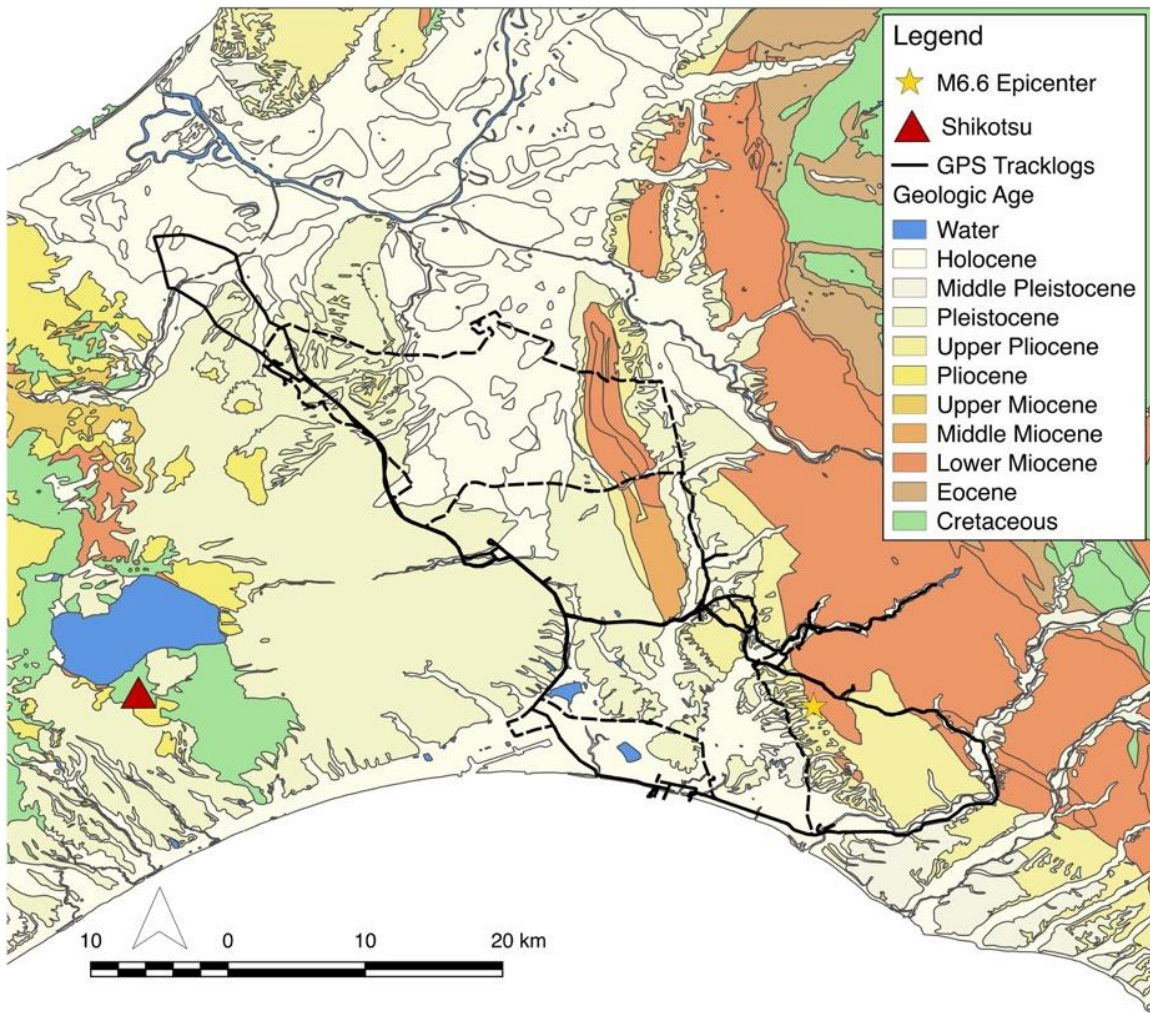 Legend
M6.6 Epicenter
Shikotsu
GPS Tracklogs
Geologic Age
Water
Holocene
Middle Pleistocene
Pleistocene
Upper Pliocene
Pliocene
Upper Miocene
Middle Miocene
Lower Miocene
Eocene
Cretaceous
10 0 10 20 km